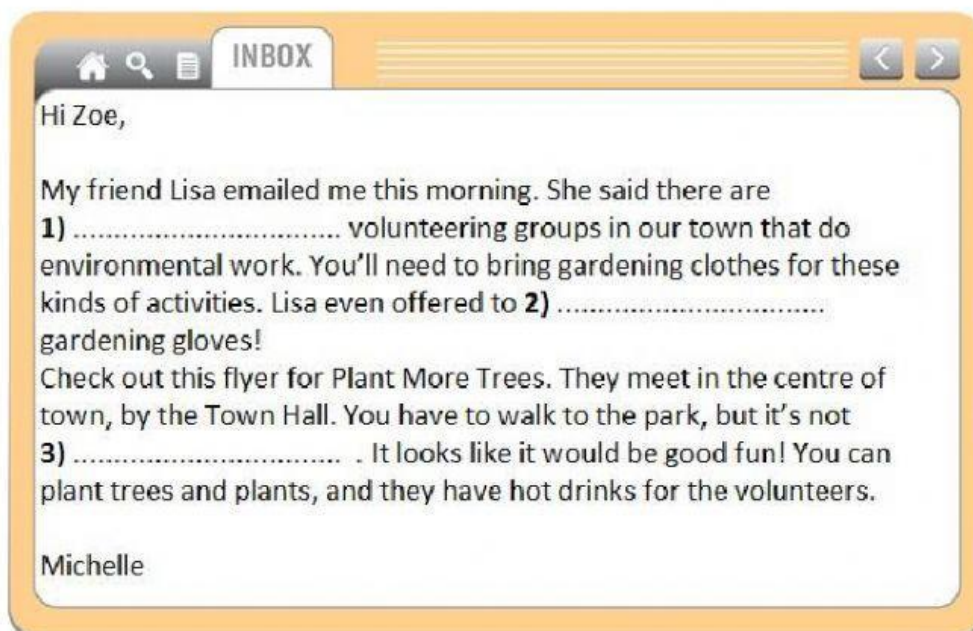 INBOX
Hi Zoe,
My friend Lisa emailed me this morning. She said there are
1) ................................. volunteering groups in our town that do
environmental work. You'll need to bring gardening clothes for these
kinds of activities. Lisa even offered to 2) .................................
gardening gloves!
Check out this flyer for Plant More Trees. They meet in the centre of
town, by the Town Hall. You have to walk to the park, but it's not
3) ................................. . It looks like it would be good fun! You can
plant trees and plants, and they have hot drinks for the volunteers.
Michelle